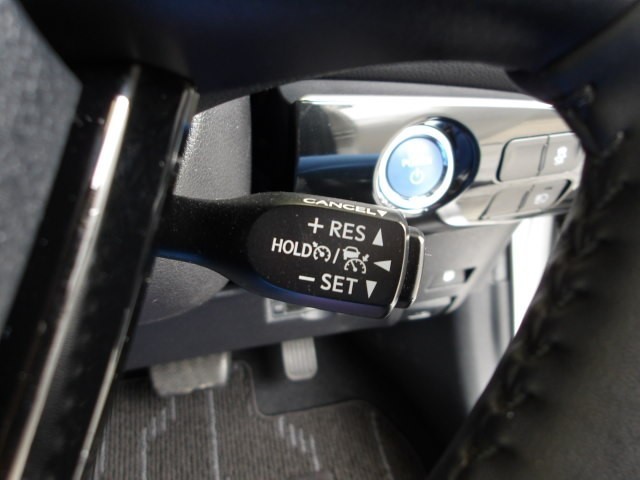 CANCEL
+ RES
HOLD /
− SET